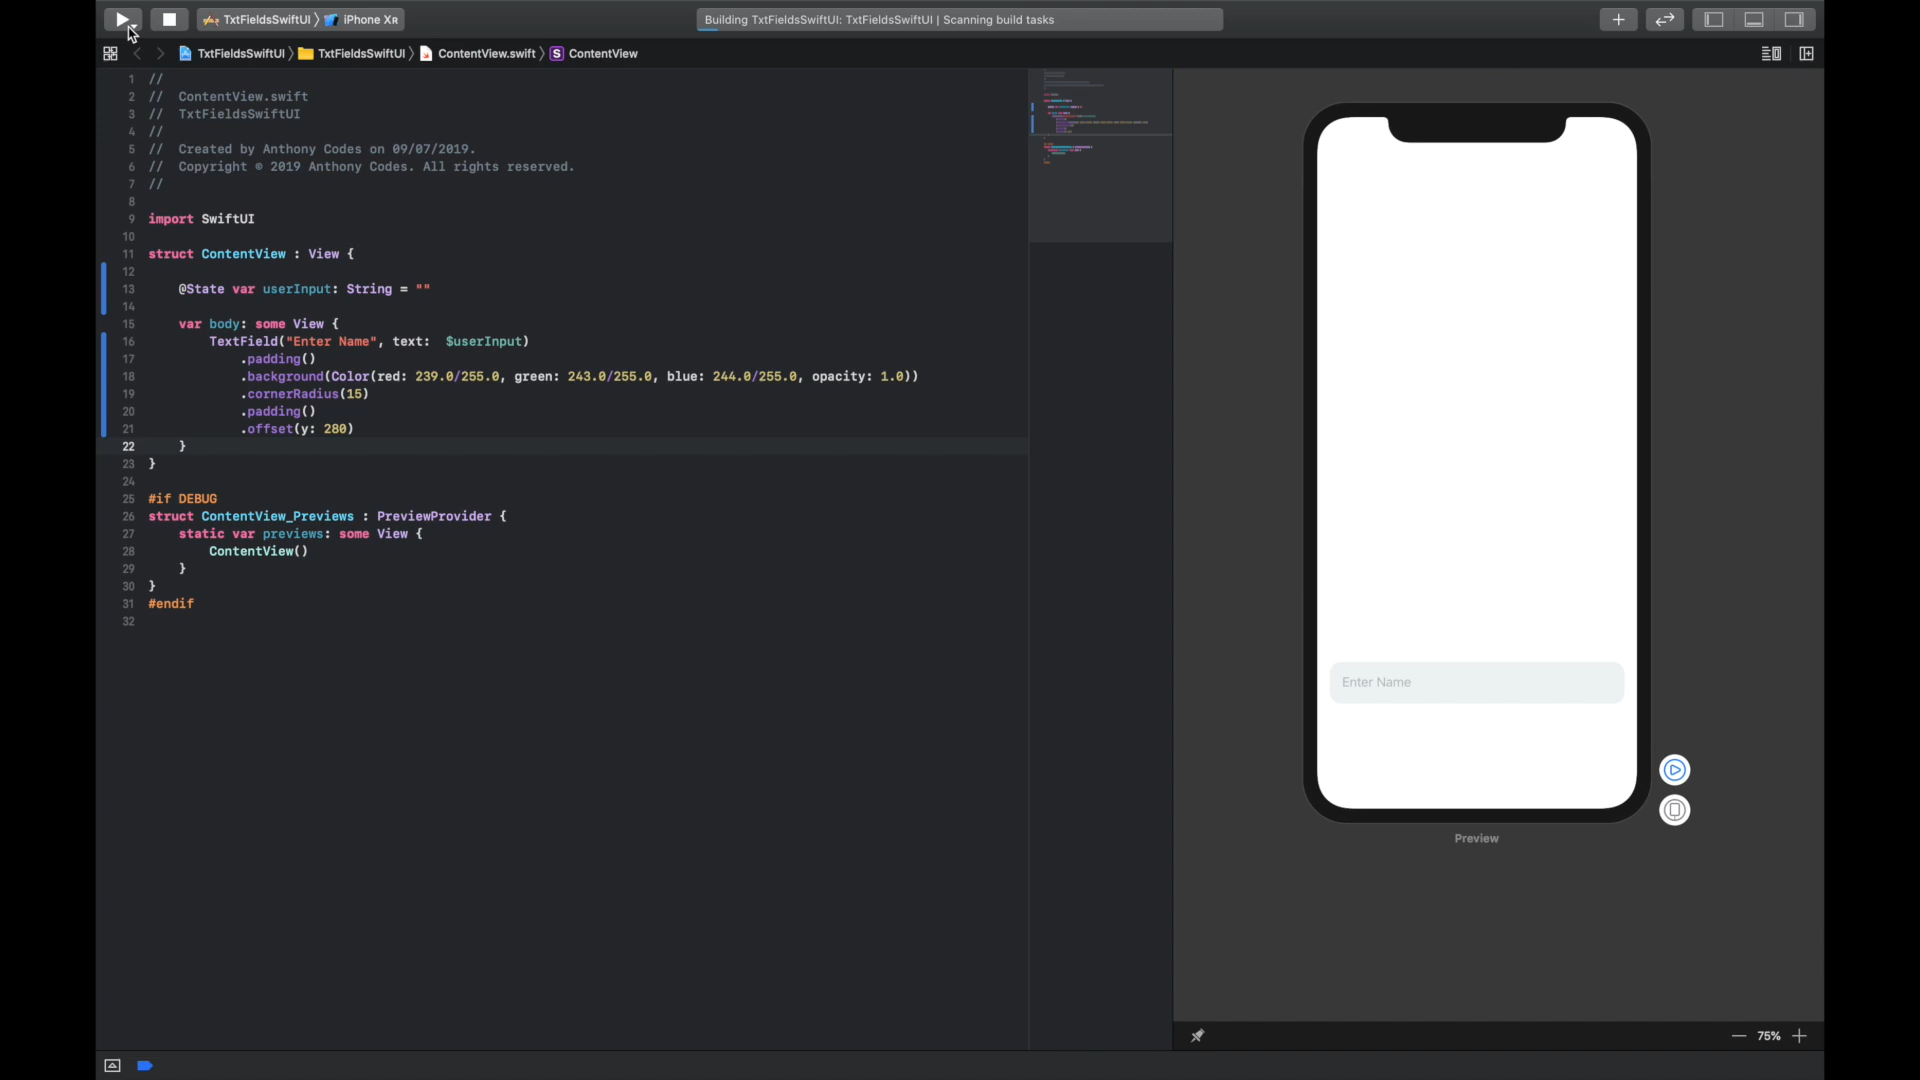 TxtFieldsSwiftUI 〉 iPhone Xʀ
Building TxtFieldsSwiftUI: TxtFieldsSwiftUI | Scanning build tasks
TxtFieldsSwiftUI 〉 TxtFieldsSwiftUI 〉 ContentView.swift 〉 S ContentView
1 //
2 //  ContentView.swift
3 //  TxtFieldsSwiftUI
4 //
5 //  Created by Anthony Codes on 09/07/2019.
6 //  Copyright © 2019 Anthony Codes. All rights reserved.
7 //
8
9 import SwiftUI
10
11 struct ContentView : View {
12
13     @State var userInput: String = ""
14
15     var body: some View {
16         TextField("Enter Name", text:  $userInput)
17             .padding()
18             .background(Color(red: 239.0/255.0, green: 243.0/255.0, blue: 244.0/255.0, opacity: 1.0))
19             .cornerRadius(15)
20             .padding()
21             .offset(y: 280)
22     }
23 }
24
25 #if DEBUG
26 struct ContentView_Previews : PreviewProvider {
27     static var previews: some View {
28         ContentView()
29     }
30 }
31 #endif
32
Enter Name
Preview
75%